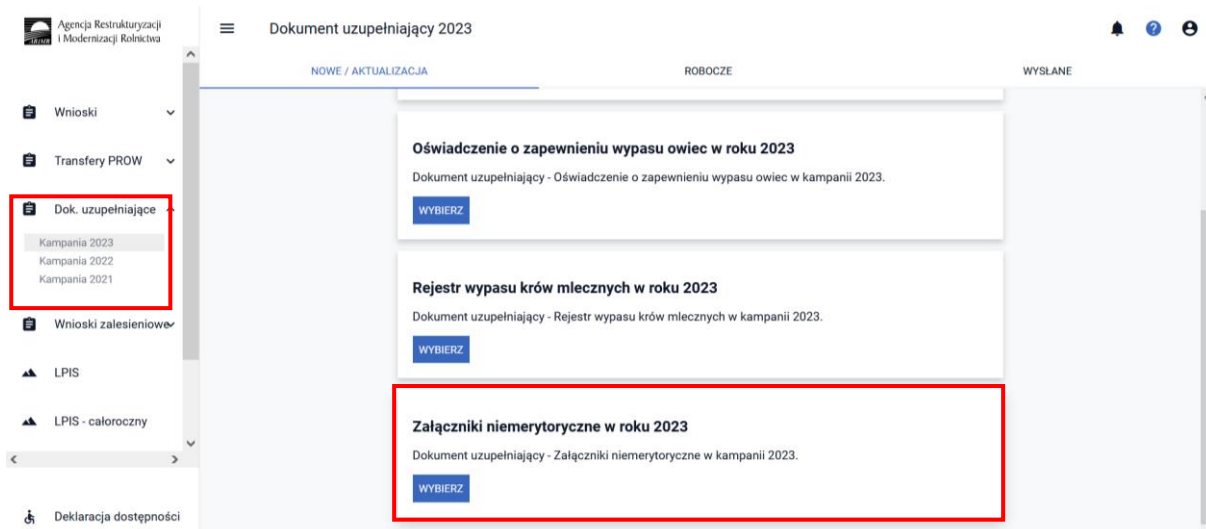 Agencja Restrukturyzacji
i Modernizacji Rolnictwa
Dokument uzupełniający 2023
NOWE / AKTUALIZACJA
ROBOCZE
WYSŁANE
Wnioski
Transfery PROW
Dok. uzupełniające
Kampania 2023
Kampania 2022
Kampania 2021
Wnioski zalesieniowe
LPIS
LPIS - całoroczny
Deklaracja dostępności
Oświadczenie o zapewnieniu wypasu owiec w roku 2023
Dokument uzupełniający - Oświadczenie o zapewnieniu wypasu owiec w kampanii 2023.
WYBIERZ
Rejestr wypasu krów mlecznych w roku 2023
Dokument uzupełniający - Rejestr wypasu krów mlecznych w kampanii 2023.
WYBIERZ
Załączniki niemerytoryczne w roku 2023
Dokument uzupełniający - Załączniki niemerytoryczne w kampanii 2023.
WYBIERZ